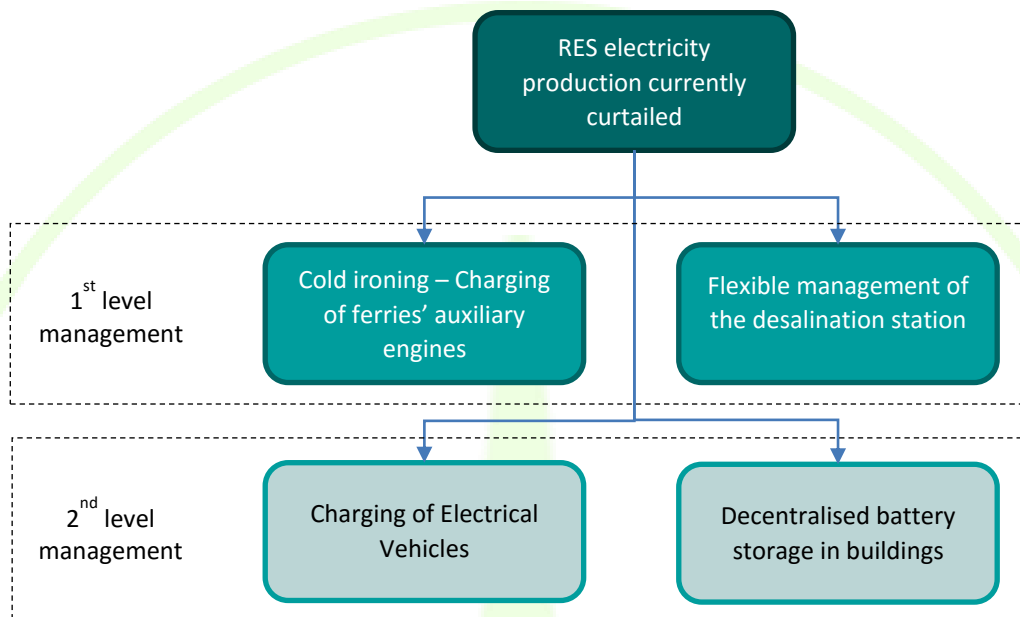 RES electricity
production currently
curtailed
1st level
management
Cold ironing – Charging
of ferries’ auxiliary
engines
Flexible management of
the desalination station
2nd level
management
Charging of Electrical
Vehicles
Decentralised battery
storage in buildings